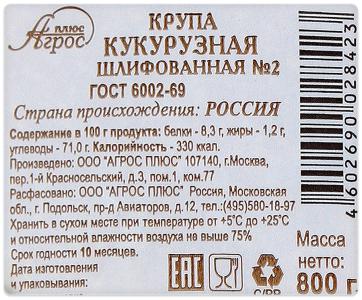 плюс
Агрос
КРУПА
КУКУРУЗНАЯ
ШЛИФОВАННАЯ №2
ГОСТ 6002-69
Страна происхождения: РОССИЯ
Содержание в 100 г продукта: белки - 8,3 г, жиры - 1,2 г,
углеводы - 71,0 г. Калорийность - 330 ккал.
Произведено: ООО "АГРОС ПЛЮС" 107140, г.Москва,
пер.1-й Красносельский, д.3, пом.1, ком.77
Расфасовано: ООО "АГРОС ПЛЮС" Россия, Московская
обл., г. Подольск, пр-д Авиаторов, д.12, тел.:(495)580-18-97
Хранить в сухом месте при температуре от +5°С до +25°С
и относительной влажности воздуха не выше 75%
Срок годности 10 месяцев.
Дата изготовления
и упаковывания:
EAC
C/PP
Масса
нетто:
800 г
4602690028423